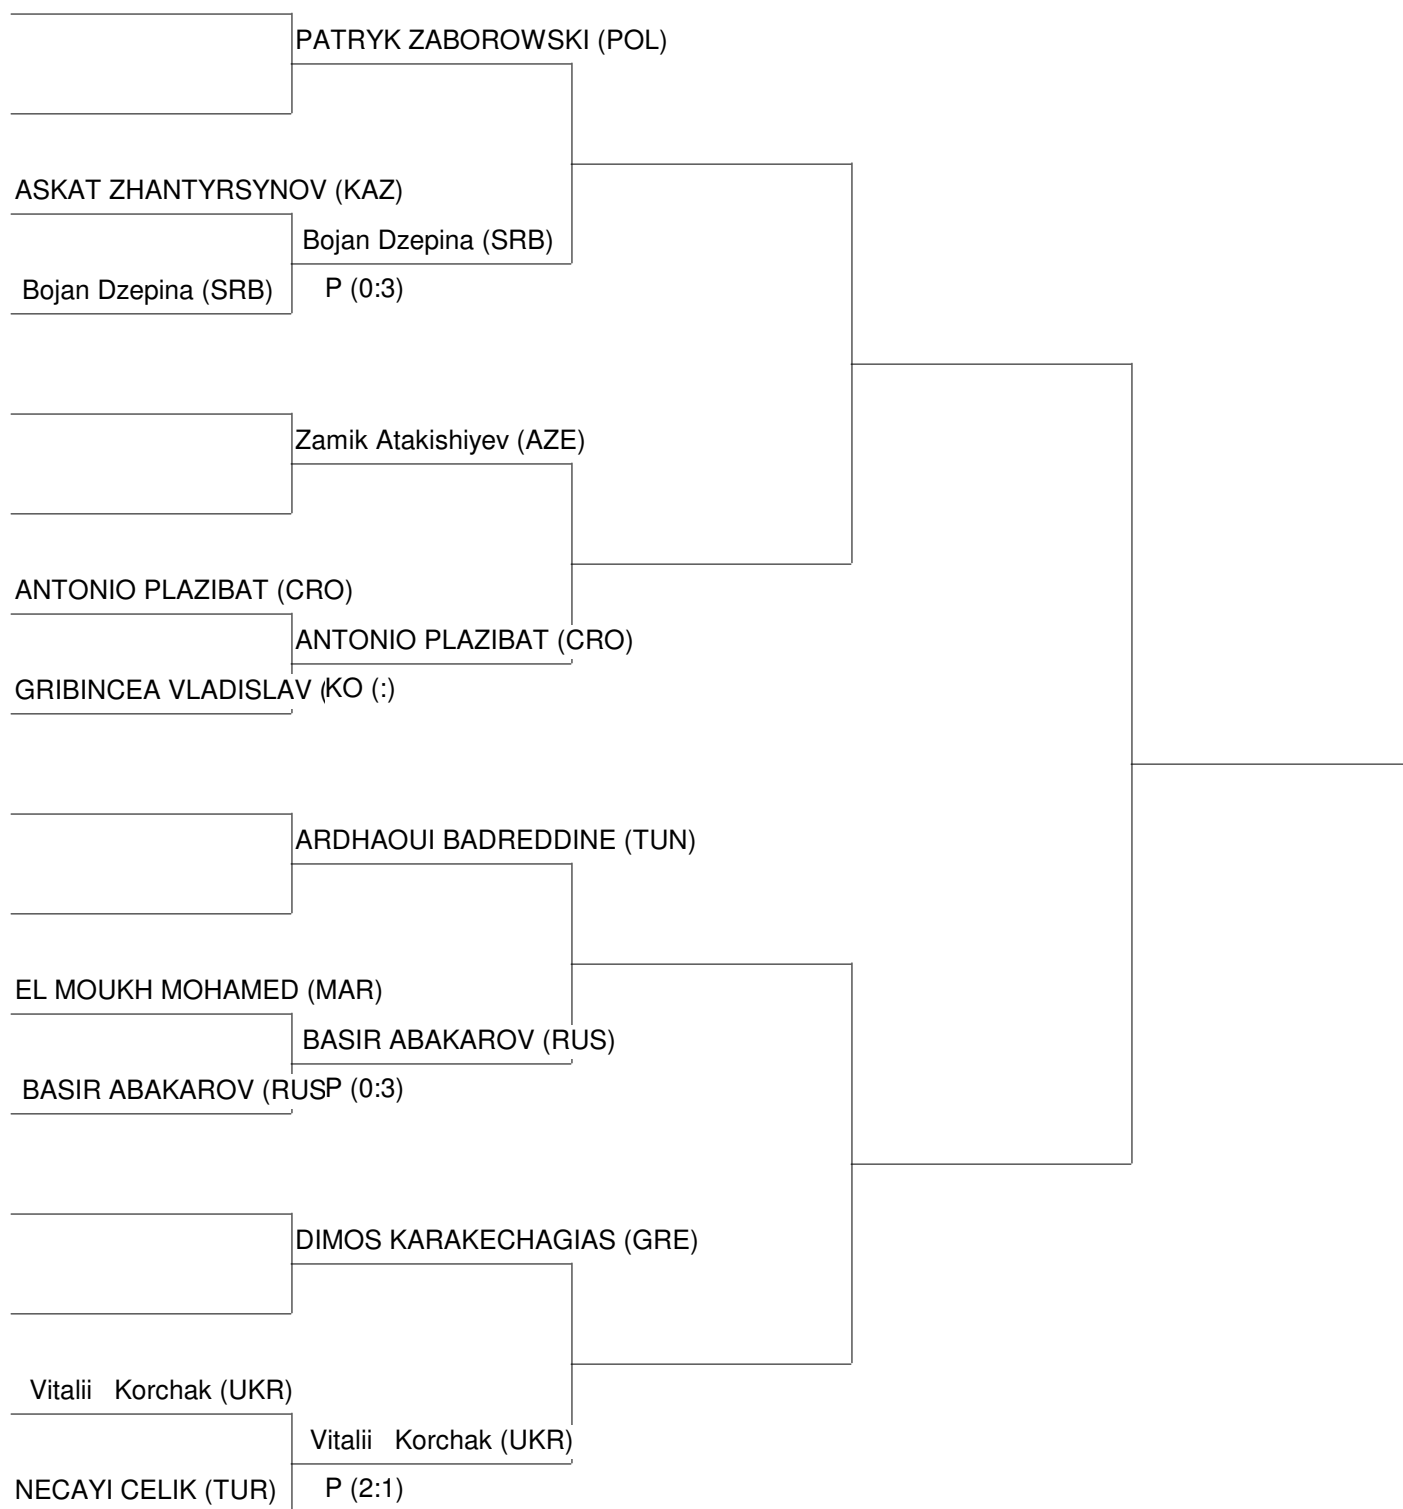 PATRYK ZABOROWSKI (POL)
ASKAT ZHANTYRSYNOV (KAZ)
Bojan Dzepina (SRB)
Bojan Dzepina (SRB)
P (0:3)
Zamik Atakishiyev (AZE)
ANTONIO PLAZIBAT (CRO)
ANTONIO PLAZIBAT (CRO)
GRIBINCEA VLADISLAV (
KO (:)
ARDHAOUI BADREDDINE (TUN)
EL MOUKH MOHAMED (MAR)
BASIR ABAKAROV (RUS)
BASIR ABAKAROV (RUS
P (0:3)
DIMOS KARAKECHAGIAS (GRE)
Vitalii Korchak (UKR)
Vitalii Korchak (UKR)
NECAYI CELIK (TUR)
P (2:1)